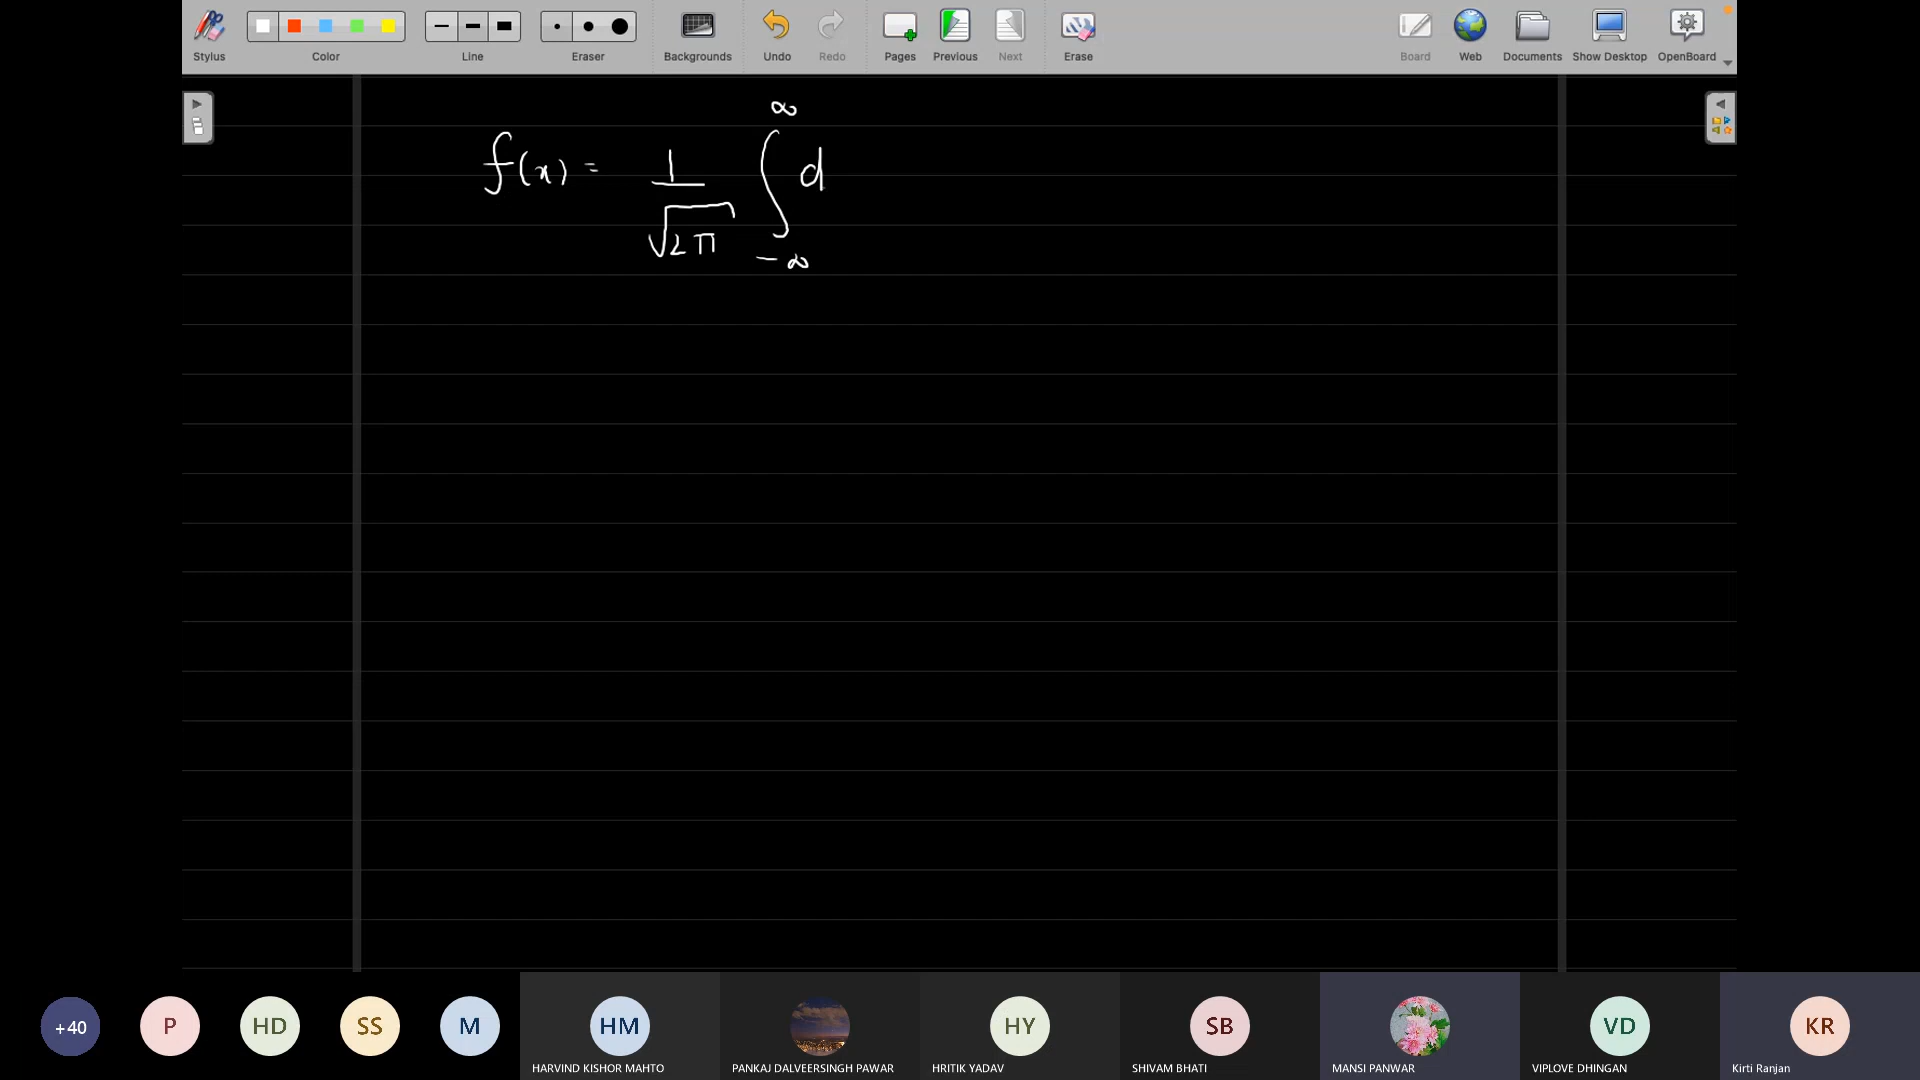 Stylus Color Line Eraser Backgrounds Undo Redo Pages Previous Next Erase Board Web Documents Show Desktop OpenBoard
∞
f(x) = 1/√2π ∫ d
-∞
+40 P HD SS M HM HY SB VD KR
HARVIND KISHOR MAHTO PANKAJ DALVEERSINGH PAWAR HRITIK YADAV SHIVAM BHATI MANSI PANWAR VIPLOVE DHINGAN Kirti Ranjan